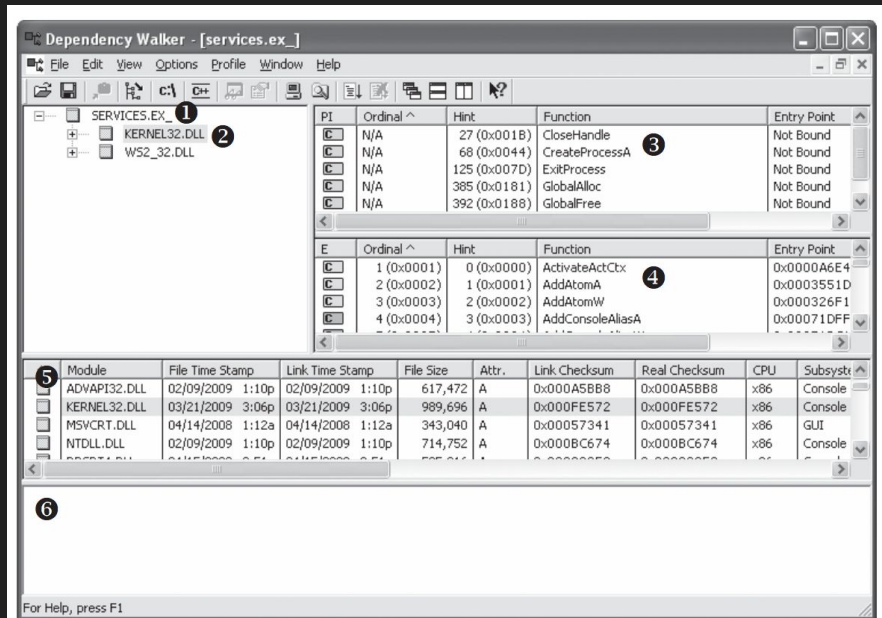 Dependency Walker - [services.ex_]
File Edit View Options Profile Window Help
c:\ C++
SERVICES.EX_ ❶
KERNEL32.DLL ❷
WS2_32.DLL
PI Ordinal ^ Hint Function Entry Point
C N/A 27 (0x001B) CloseHandle Not Bound
C N/A 68 (0x0044) CreateProcessA ❸ Not Bound
C N/A 125 (0x007D) ExitProcess Not Bound
C N/A 385 (0x0181) GlobalAlloc Not Bound
C N/A 392 (0x0188) GlobalFree Not Bound
E Ordinal ^ Hint Function Entry Point
C 1 (0x0001) 0 (0x0000) ActivateActCtx 0x0000A6E4
C 2 (0x0002) 1 (0x0001) AddAtomA ❹ 0x0003551D
C 3 (0x0003) 2 (0x0002) AddAtomW 0x000326F1
C 4 (0x0004) 3 (0x0003) AddConsoleAliasA 0x00071DFF
❺ Module File Time Stamp Link Time Stamp File Size Attr. Link Checksum Real Checksum CPU Subsyste
ADVAPI32.DLL 02/09/2009 1:10p 02/09/2009 1:10p 617,472 A 0x000A5BB8 0x000A5BB8 x86 Console
KERNEL32.DLL 03/21/2009 3:06p 03/21/2009 3:06p 989,696 A 0x000FE572 0x000FE572 x86 Console
MSVCRT.DLL 04/14/2008 1:12a 04/14/2008 1:12a 343,040 A 0x00057341 0x00057341 x86 GUI
NTDLL.DLL 02/09/2009 1:10p 02/09/2009 1:10p 714,752 A 0x000BC674 0x000BC674 x86 Console
❻
For Help, press F1